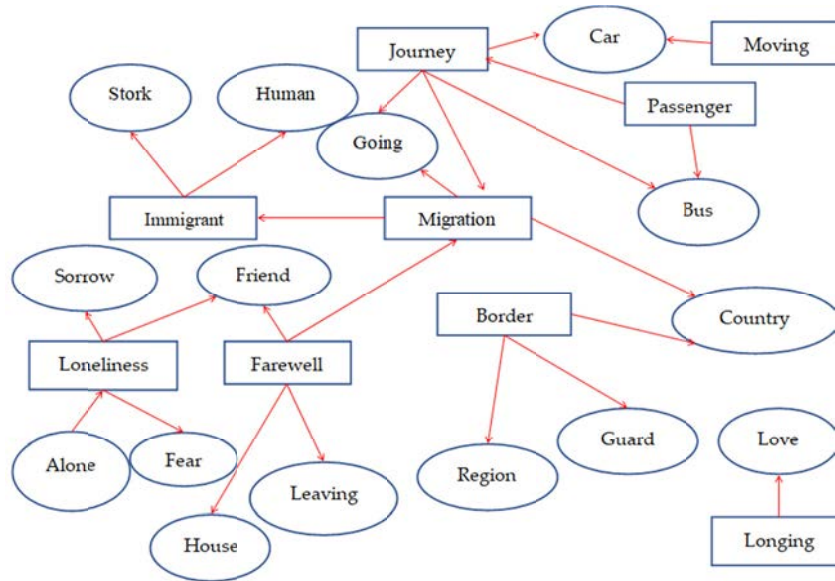 Journey
Car
Moving
Stork
Human
Passenger
Going
Immigrant
Migration
Bus
Sorrow
Friend
Border
Country
Loneliness
Farewell
Alone
Fear
Leaving
Region
Guard
Love
House
Longing